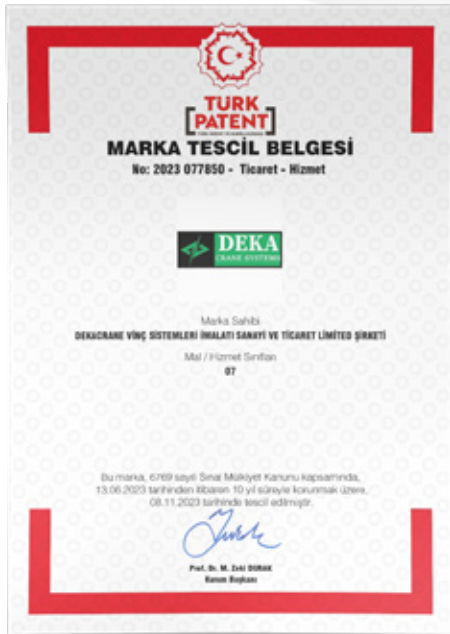 TÜRK
PATENT
MARKA TESCİL BELGESİ
No: 2023 077850 - Ticaret - Hizmet
DEKA
CRANE SYSTEMS
Marka Sahibi
DEKACRANE VİNÇ SİSTEMLERİ İMALATI SANAYİ VE TİCARET LİMİTED ŞİRKETİ
Mal / Hizmet Sınıfları
07
Bu marka, 6769 sayılı Sınai Mülkiyet Kanunu kapsamında,
13.06.2023 tarihinden itibaren 10 yıl süreyle korunmak üzere,
08.11.2023 tarihinde tescil edilmiştir.
Prof. Dr. M. Zeki DURAK
Kurum Başkanı